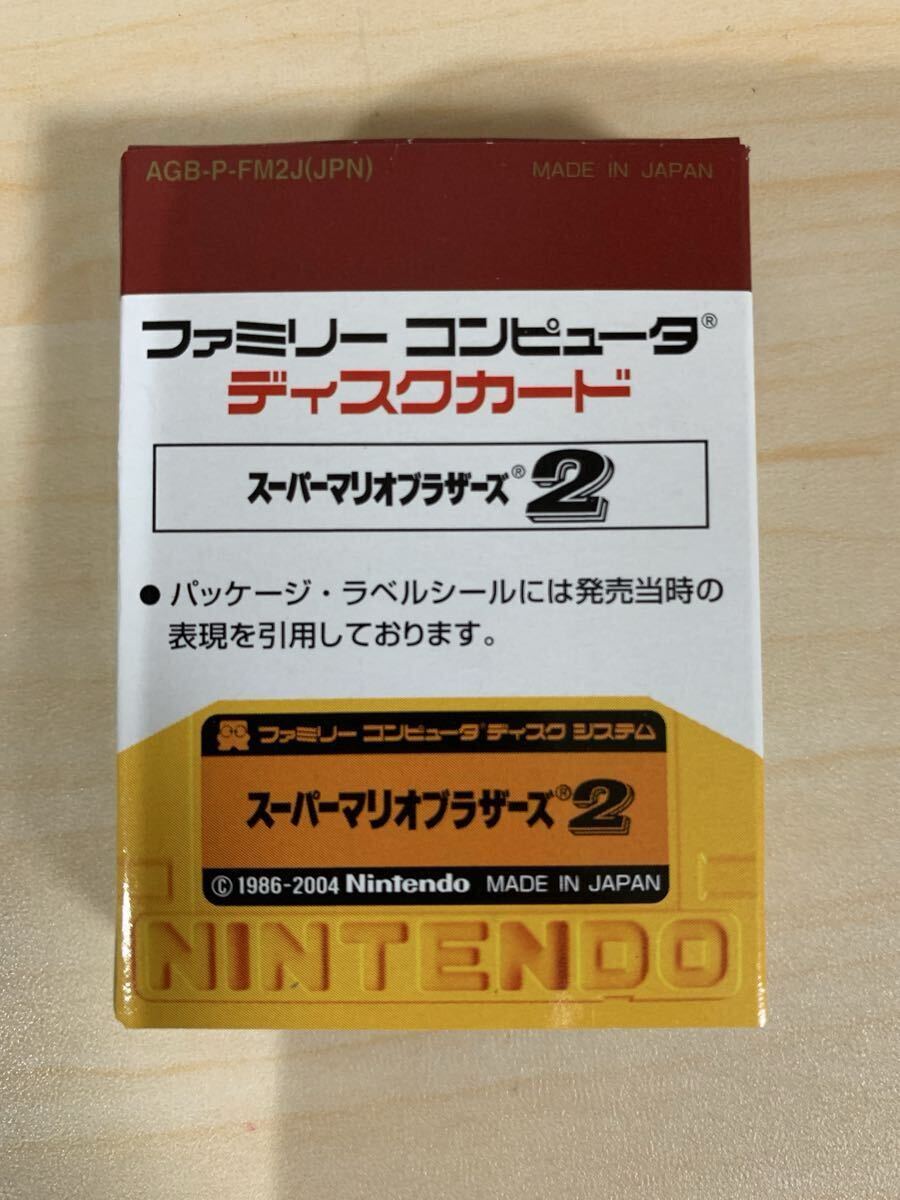 AGB-P-FM2J(JPN) MADE IN JAPAN
ファミリー コンピュータ®
ディスクカード
スーパーマリオブラザーズ®2
● パッケージ・ラベルシールには発売当時の
表現を引用しております。
ファミリー コンピュータ®ディスク システム
スーパーマリオブラザーズ®2
©1986-2004 Nintendo MADE IN JAPAN
NINTENDO